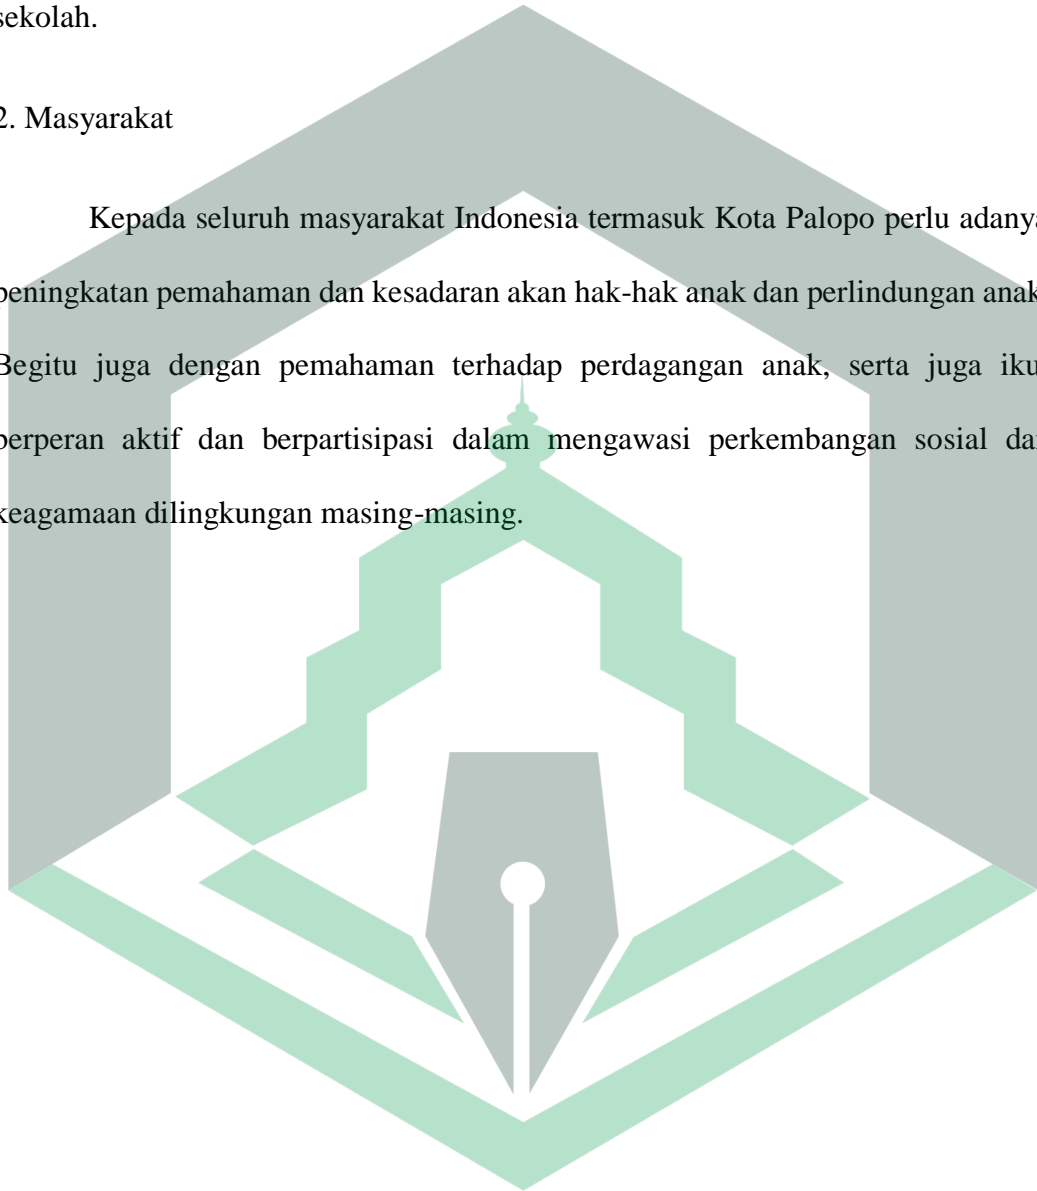 sekolah.
2. Masyarakat
Kepada seluruh masyarakat Indonesia termasuk Kota Palopo perlu adanya
peningkatan pemahaman dan kesadaran akan hak-hak anak dan perlindungan anak
Begitu juga dengan pemahaman terhadap perdagangan anak, serta juga iku
berperan aktif dan berpartisipasi dalam mengawasi perkembangan sosial dan
keagamaan dilingkungan masing-masing.